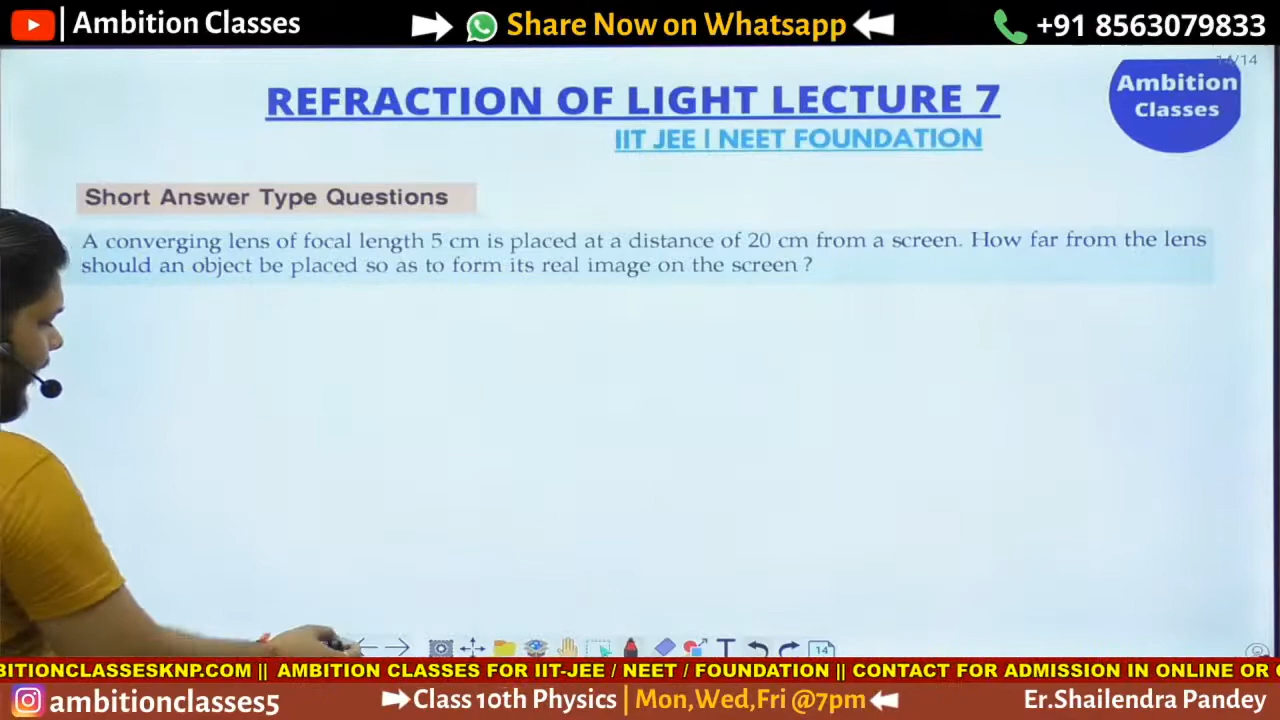 Ambition Classes
Share Now on Whatsapp
+91 8563079833
14/14
REFRACTION OF LIGHT LECTURE 7
IIT JEE | NEET FOUNDATION
Ambition
Classes
Short Answer Type Questions
A converging lens of focal length 5 cm is placed at a distance of 20 cm from a screen. How far from the lens
should an object be placed so as to form its real image on the screen ?
T
14
BITIONCLASSESKNP.COM || AMBITION CLASSES FOR IIT-JEE / NEET / FOUNDATION || CONTACT FOR ADMISSION IN ONLINE OR
ambitionclasses5
Class 10th Physics | Mon,Wed,Fri @7pm
Er.Shailendra Pandey